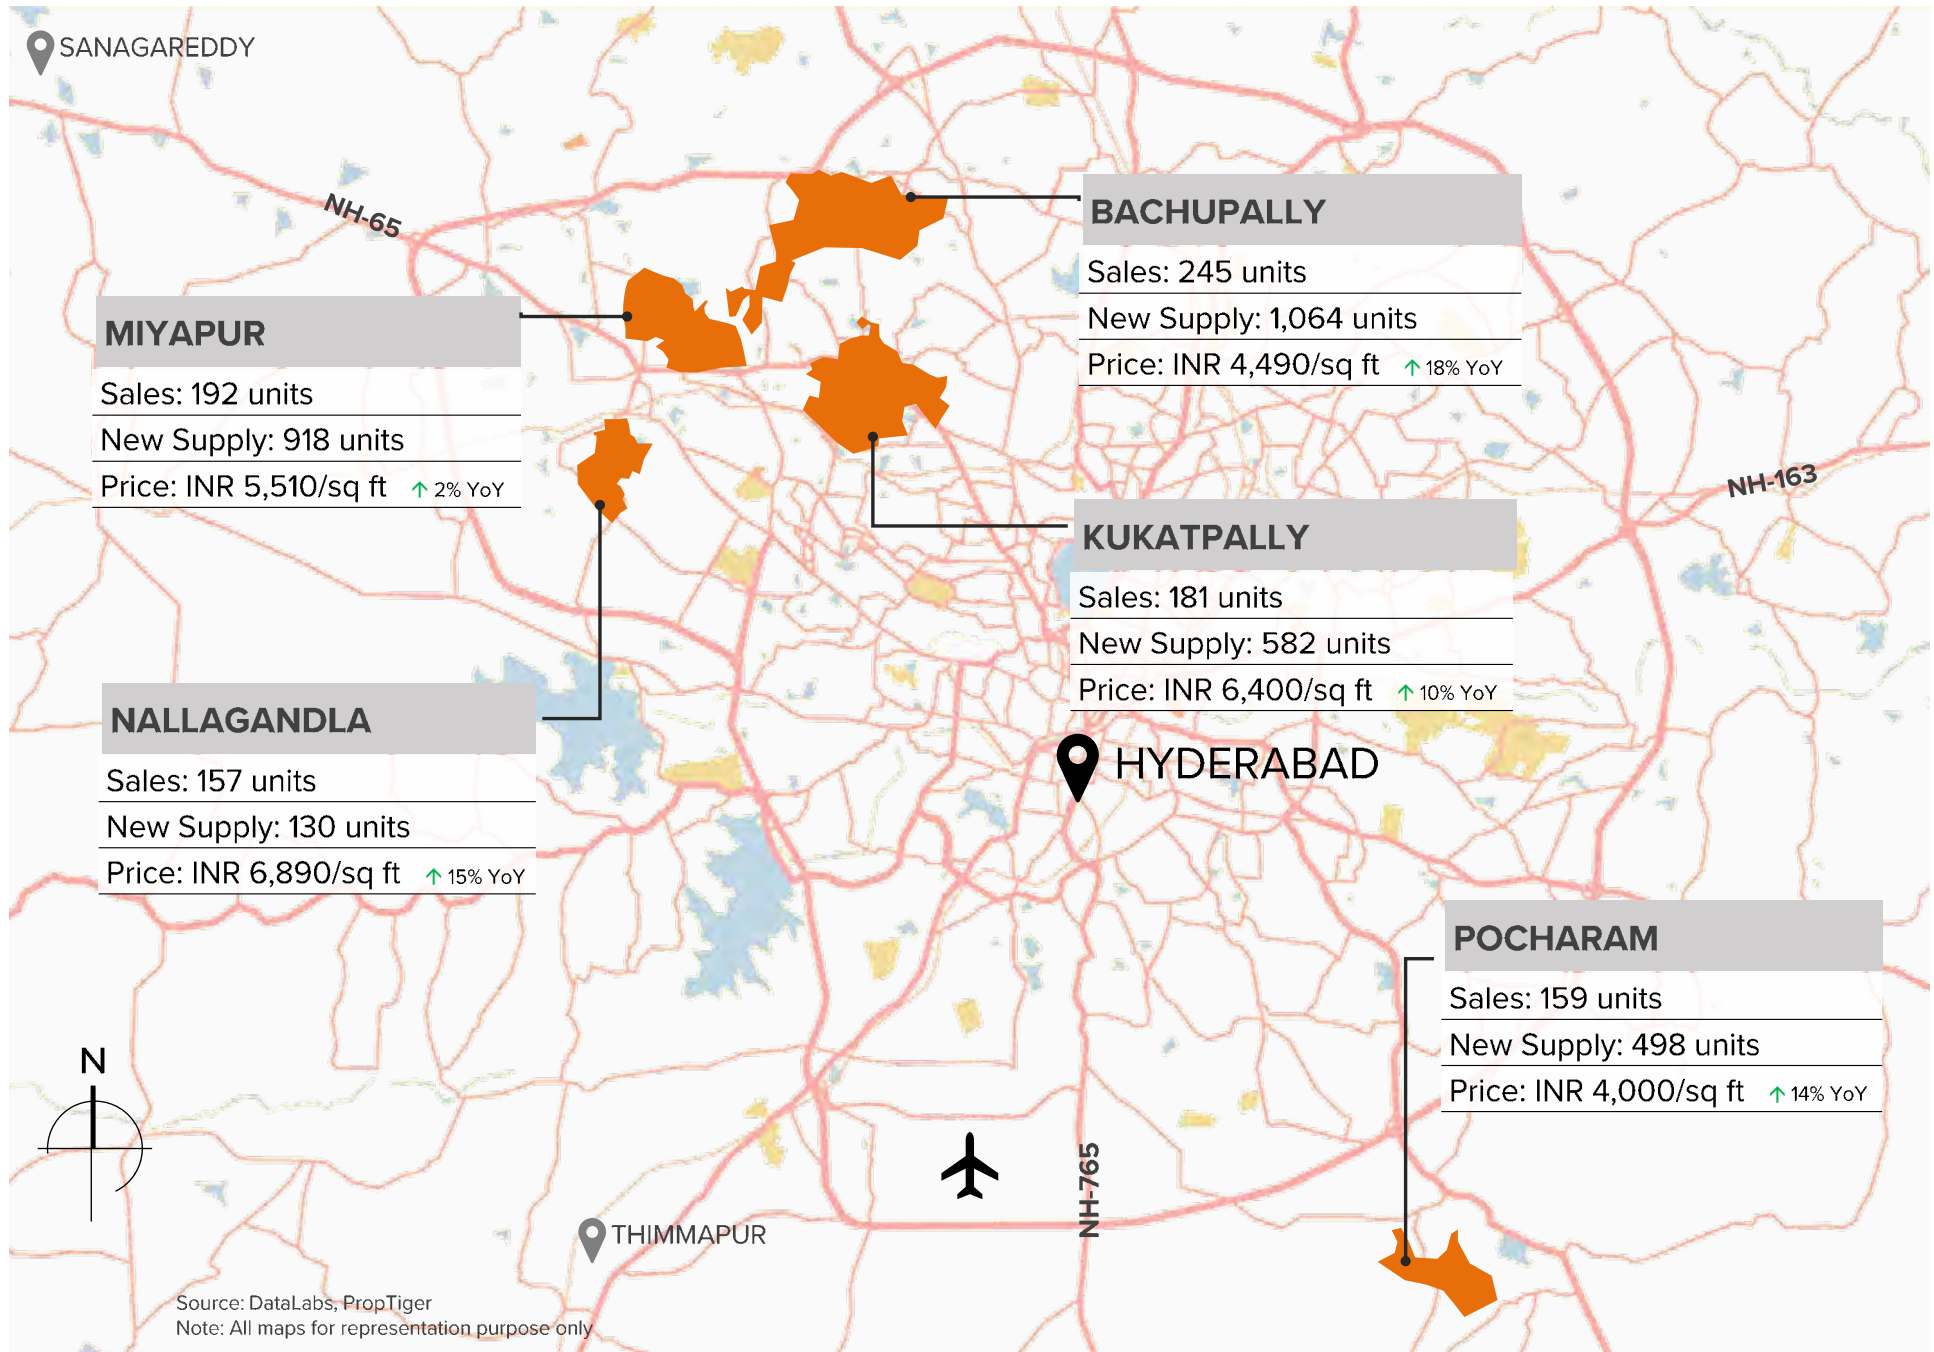 SANAGAREDDY
NH-65
BACHUPALLY
Sales: 245 units
New Supply: 1,064 units
Price: INR 4,490/sq ft ↑ 18% YoY
MIYAPUR
Sales: 192 units
New Supply: 918 units
Price: INR 5,510/sq ft ↑ 2% YoY
NH-163
KUKATPALLY
Sales: 181 units
New Supply: 582 units
Price: INR 6,400/sq ft ↑ 10% YoY
NALLAGANDLA
Sales: 157 units
New Supply: 130 units
Price: INR 6,890/sq ft ↑ 15% YoY
HYDERABAD
POCHARAM
Sales: 159 units
New Supply: 498 units
Price: INR 4,000/sq ft ↑ 14% YoY
N
NH-765
THIMMAPUR
Source: DataLabs, PropTiger
Note: All maps for representation purpose only